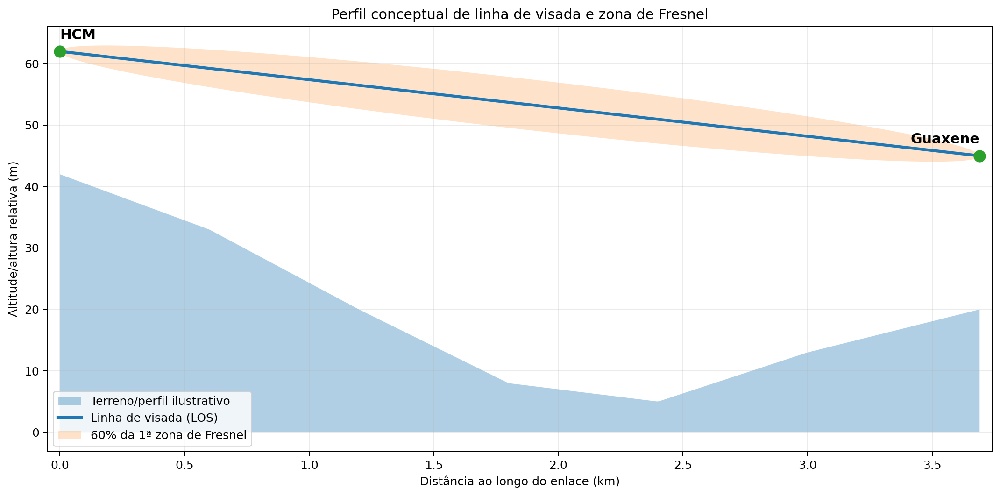 Perfil conceptual de linha de visada e zona de Fresnel
HCM
Guaxene
Altitude/altura relativa (m)
60
50
40
30
20
10
0
Terreno/perfil ilustrativo
Linha de visada (LOS)
60% da 1ª zona de Fresnel
0.0 0.5 1.0 1.5 2.0 2.5 3.0 3.5
Distância ao longo do enlace (km)